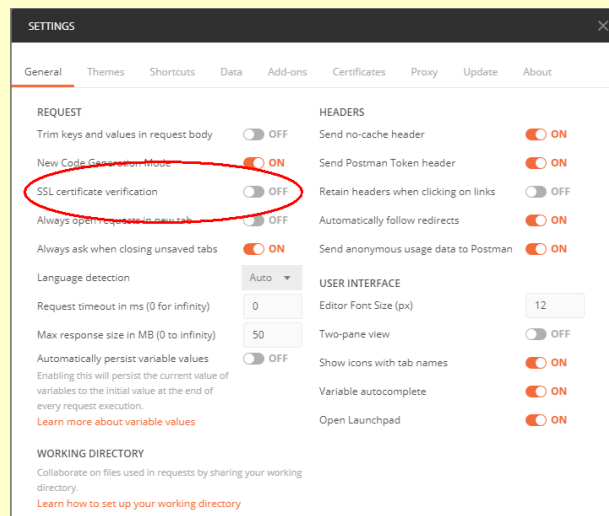 SETTINGS
General Themes Shortcuts Data Add-ons Certificates Proxy Update About
REQUEST
Trim keys and values in request body OFF
New Code Generation Mode ON
SSL certificate verification OFF
Always open requests in new tab OFF
Always ask when closing unsaved tabs ON
Language detection Auto
Request timeout in ms (0 for infinity) 0
Max response size in MB (0 to infinity) 50
Automatically persist variable values OFF
Enabling this will persist the current value of
variables to the initial value at the end of
every request execution.
Learn more about variable values
WORKING DIRECTORY
Collaborate on files used in requests by sharing your working
directory.
Learn how to set up your working directory
HEADERS
Send no-cache header ON
Send Postman Token header ON
Retain headers when clicking on links OFF
Automatically follow redirects ON
Send anonymous usage data to Postman ON
USER INTERFACE
Editor Font Size (px) 12
Two-pane view OFF
Show icons with tab names ON
Variable autocomplete ON
Open Launchpad ON